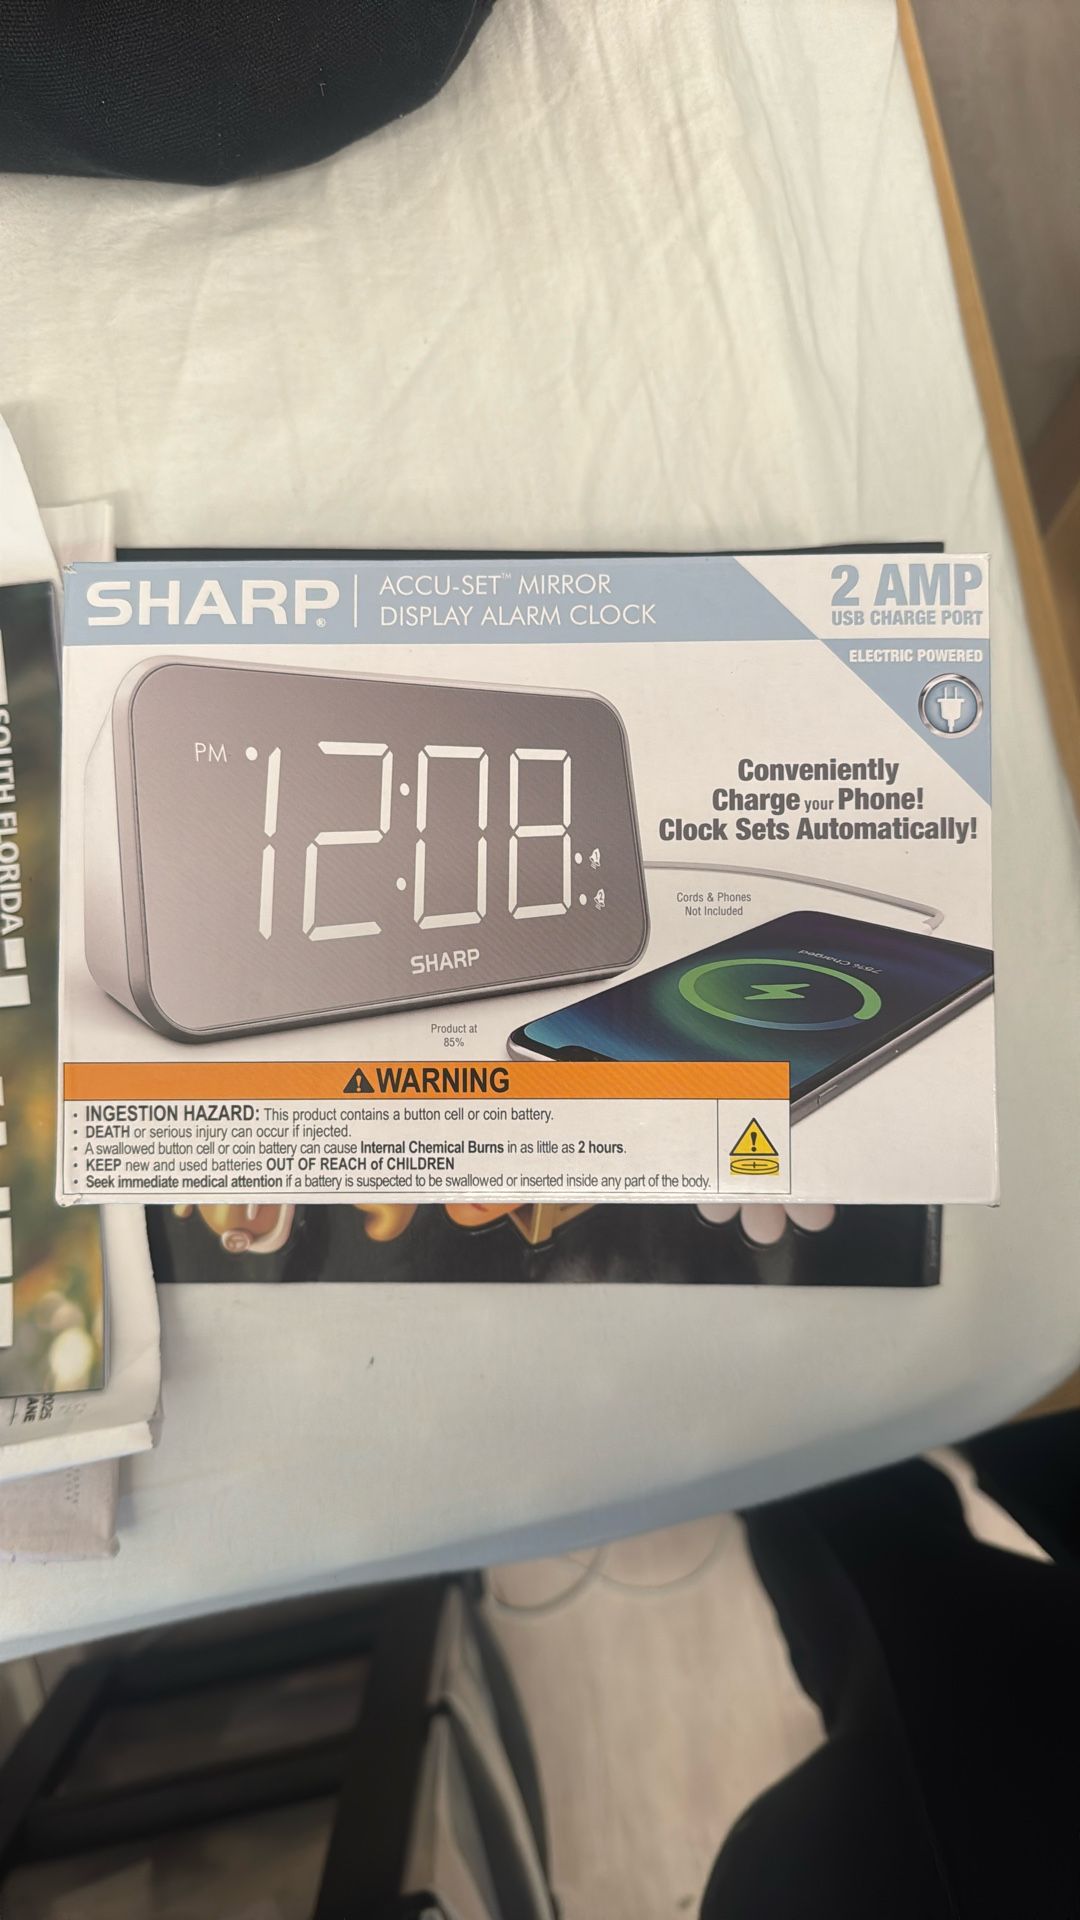 SHARP®
ACCU-SET™ MIRROR
DISPLAY ALARM CLOCK
2 AMP
USB CHARGE PORT
ELECTRIC POWERED
PM
12:08
SHARP
Conveniently
Charge your Phone!
Clock Sets Automatically!
Cords & Phones
Not Included
75% Charged
Product at
85%
WARNING
• INGESTION HAZARD: This product contains a button cell or coin battery.
• DEATH or serious injury can occur if injected.
• A swallowed button cell or coin battery can cause Internal Chemical Burns in as little as 2 hours.
• KEEP new and used batteries OUT OF REACH of CHILDREN
• Seek immediate medical attention if a battery is suspected to be swallowed or inserted inside any part of the body.
SOUTH FLORIDA
2025
ANE